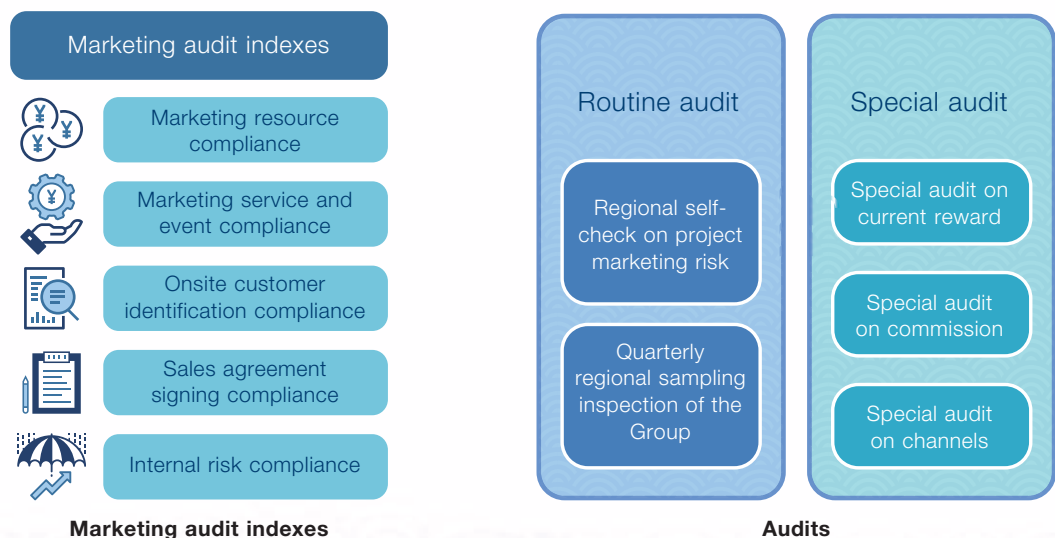 Marketing audit indexes
¥
¥
¥
Marketing resource
compliance
¥
Marketing service and
event compliance
Onsite customer
identification compliance
Sales agreement
signing compliance
Internal risk compliance
Marketing audit indexes
Routine audit
Regional self-
check on project
marketing risk
Quarterly
regional sampling
inspection of the
Group
Special audit
Special audit on
current reward
Special audit
on commission
Special audit
on channels
Audits